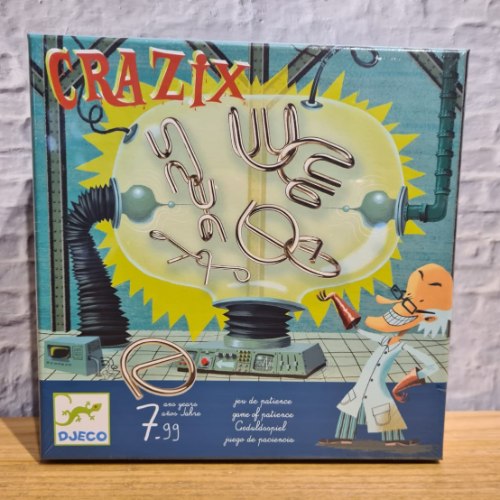 CRAZIX
ans years
años Jahre
7-99
jeu de patience
game of patience
Geduldsspiel
juego de paciencia
DJECO